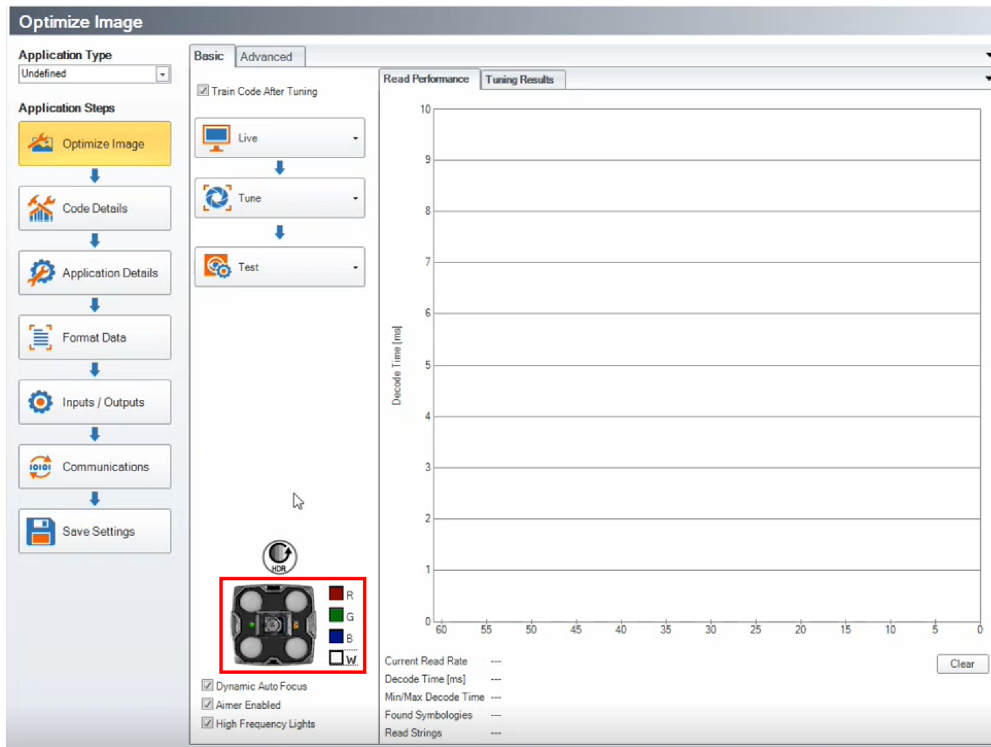 Optimize Image
Application Type
Undefined
Application Steps
Optimize Image
Code Details
Application Details
Format Data
Inputs / Outputs
10101
Communications
Save Settings
Basic
Advanced
Train Code After Tuning
Live
Tune
Test
HDR
R
G
B
W
Dynamic Auto Focus
Aimer Enabled
High Frequency Lights
Read Performance
Tuning Results
Decode Time [ms]
10
9
8
7
6
5
4
3
2
1
0
60 55 50 45 40 35 30 25 20 15 10 5 0
Current Read Rate ---
Decode Time [ms] ---
Min/Max Decode Time ---
Found Symbologies ---
Read Strings ---
Clear